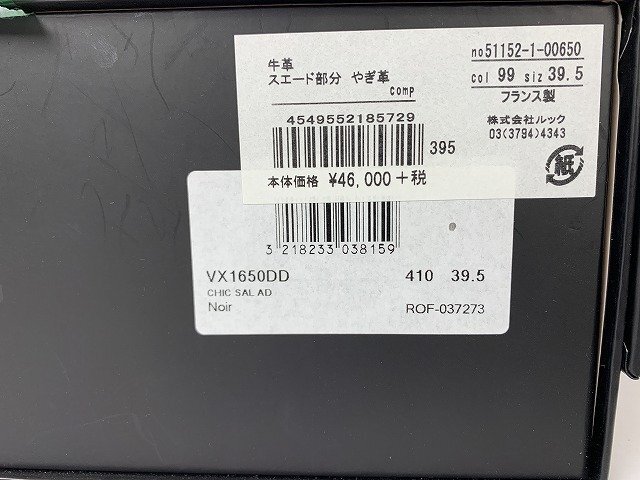 牛革
スエード部分 やぎ革
comp
no51152-1-00650
col 99 siz 39.5
フランス製
株式会社ルック
03(3794)4343
紙
4549552185729
395
本体価格 ¥46,000+税
3 218233 038159
VX1650DD 410 39.5
CHIC SALAD
Noir ROF-037273